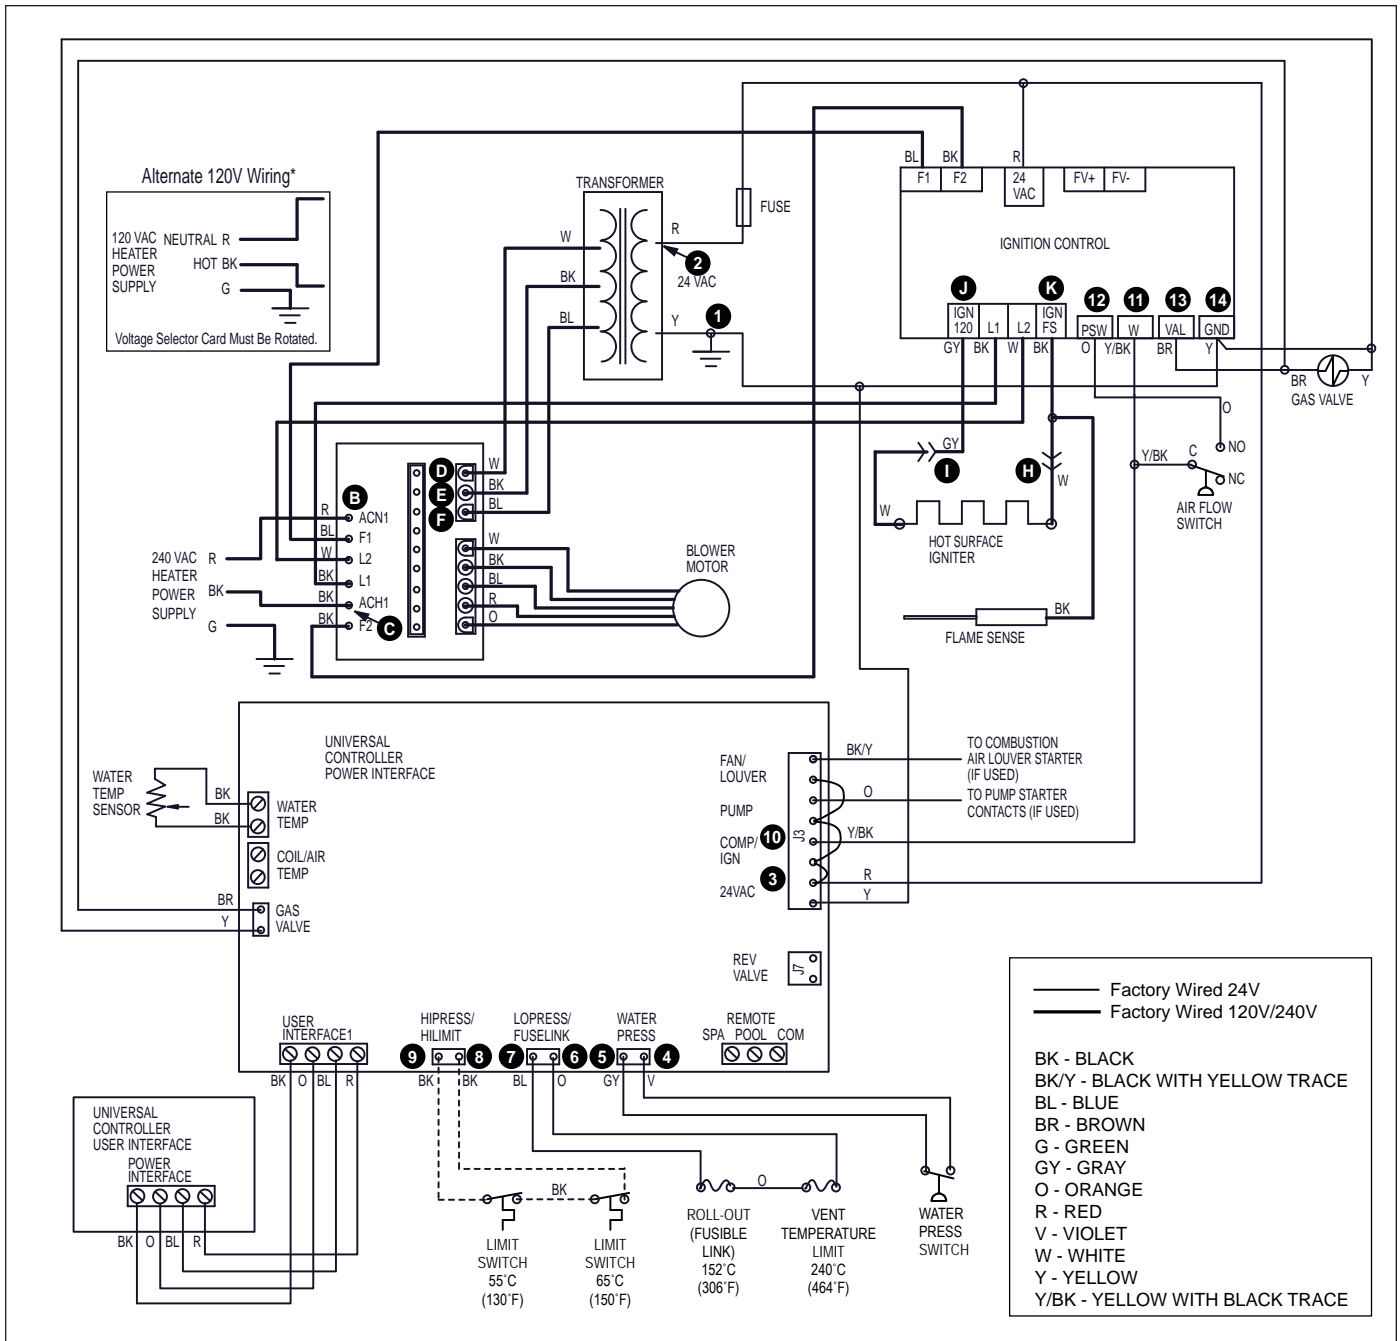 Alternate 120V Wiring*
120 VAC
HEATER
POWER
SUPPLY
NEUTRAL R
HOT BK
G
Voltage Selector Card Must Be Rotated.
TRANSFORMER
W
BK
BL
R
2
24 VAC
Y
1
FUSE
BL
BK
R
F1
F2
24
VAC
FV+
FV-
IGNITION CONTROL
J
K
12
11
13
14
IGN
120
L1
L2
IGN
FS
PSW
W
VAL
GND
GY
BK
W
BK
O
Y/BK
BR
Y
BR
Y
GAS VALVE
O
NO
Y/BK
C
NC
AIR FLOW
SWITCH
GY
I
H
W
W
HOT SURFACE
IGNITER
BK
FLAME SENSE
D
E
F
W
BK
BL
B
R
ACN1
BL
F1
W
L2
BK
L1
BK
ACH1
BK
F2
C
240 VAC
HEATER
POWER
SUPPLY
R
BK
G
W
BK
BL
R
O
BLOWER
MOTOR
UNIVERSAL
CONTROLLER
POWER INTERFACE
WATER
TEMP
SENSOR
BK
BK
WATER
TEMP
COIL/AIR
TEMP
BR
Y
GAS
VALVE
FAN/
LOUVER
PUMP
COMP/
IGN
10
24VAC
3
J3
BK/Y
TO COMBUSTION
AIR LOUVER STARTER
(IF USED)
O
TO PUMP STARTER
CONTACTS (IF USED)
Y/BK
R
Y
REV
VALVE
J7
USER
INTERFACE1
BK O BL R
HIPRESS/
HILIMIT
9
8
BK
BK
LOPRESS/
FUSELINK
7
6
BL
O
WATER
PRESS
5
4
GY
V
REMOTE
SPA POOL COM
UNIVERSAL
CONTROLLER
USER INTERFACE
POWER
INTERFACE
BK O BL R
BK
LIMIT
SWITCH
55˚C
(130˚F)
LIMIT
SWITCH
65˚C
(150˚F)
O
ROLL-OUT
(FUSIBLE
LINK)
152˚C
(306˚F)
VENT
TEMPERATURE
LIMIT
240˚C
(464˚F)
WATER
PRESS
SWITCH
Factory Wired 24V
Factory Wired 120V/240V
BK - BLACK
BK/Y - BLACK WITH YELLOW TRACE
BL - BLUE
BR - BROWN
G - GREEN
GY - GRAY
O - ORANGE
R - RED
V - VIOLET
W - WHITE
Y - YELLOW
Y/BK - YELLOW WITH BLACK TRACE